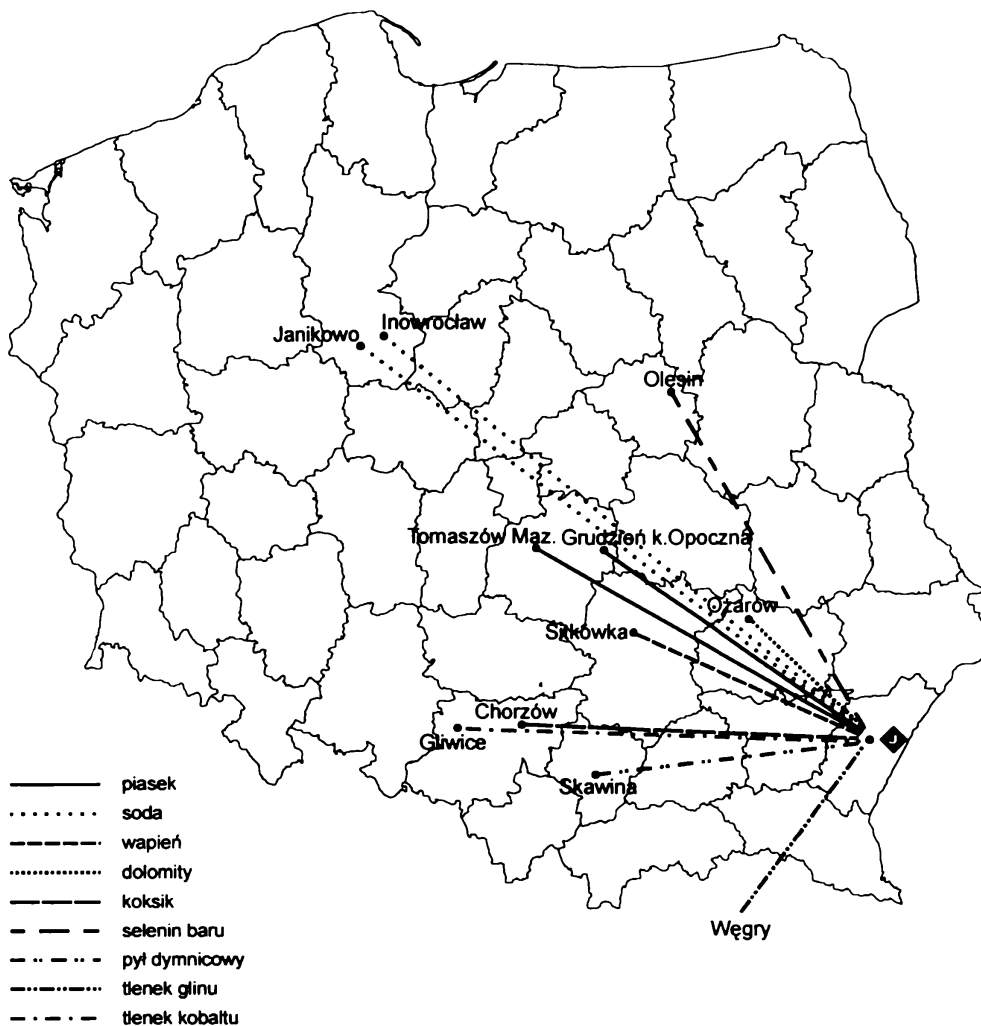 Inowrocław
Janikowo
Olesin
Tomaszów Maz. Grudzień k.Opoczna
Ożarów
Sitkówka
Chorzów
Gliwice
Skawina
Węgry
piasek
soda
wapień
dolomity
koksik
selenin baru
pył dymnicowy
tlenek glinu
tlenek kobaltu